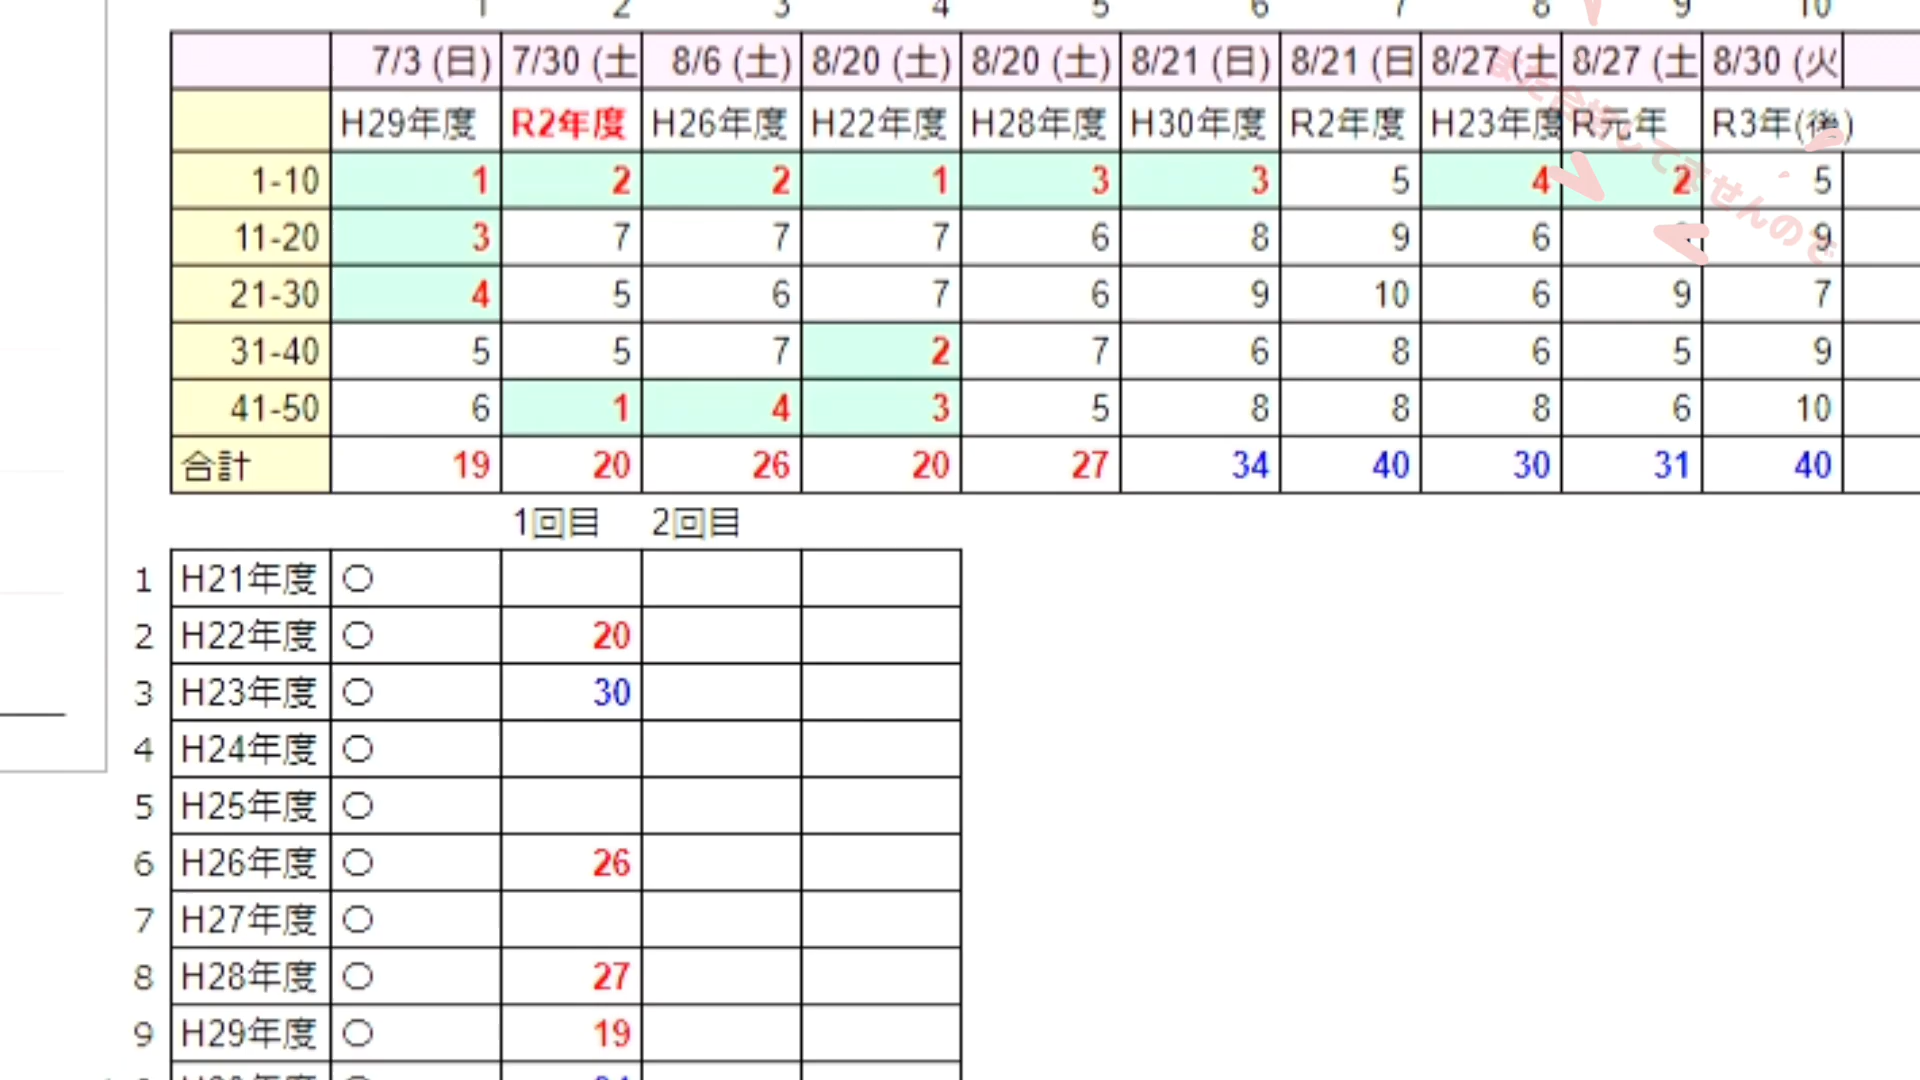 1 2 3 4 5 6 7 8 9 10
7/3 (日) 7/30 (土 8/6 (土) 8/20 (土) 8/20 (土) 8/21 (日) 8/21 (日 8/27 (土 8/27 (土 8/30 (火
H29年度 R2年度 H26年度 H22年度 H28年度 H30年度 R2年度 H23年度 R元年 R3年(後)
1-10 1 2 2 1 3 3 5 4 2 5
11-20 3 7 7 7 6 8 9 6 9
21-30 4 5 6 7 6 9 10 6 9 7
31-40 5 5 7 2 7 6 8 6 5 9
41-50 6 1 4 3 5 8 8 8 6 10
合計 19 20 26 20 27 34 40 30 31 40
1回目 2回目
1 H21年度 〇
2 H22年度 〇 20
3 H23年度 〇 30
4 H24年度 〇
5 H25年度 〇
6 H26年度 〇 26
7 H27年度 〇
8 H28年度 〇 27
9 H29年度 〇 19